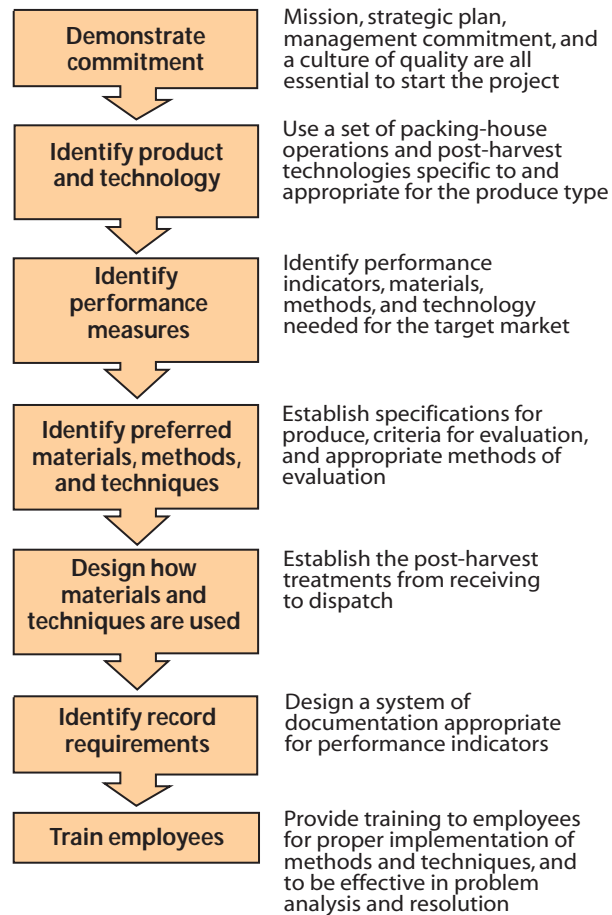 Demonstrate
commitment
Mission, strategic plan,
management commitment, and
a culture of quality are all
essential to start the project
Identify product
and technology
Use a set of packing-house
operations and post-harvest
technologies specific to and
appropriate for the produce type
Identify
performance
measures
Identify performance
indicators, materials,
methods, and technology
needed for the target market
Identify preferred
materials, methods,
and techniques
Establish specifications for
produce, criteria for evaluation,
and appropriate methods of
evaluation
Design how
materials and
techniques are used
Establish the post-harvest
treatments from receiving
to dispatch
Identify record
requirements
Design a system of
documentation appropriate
for performance indicators
Train employees
Provide training to employees
for proper implementation of
methods and techniques, and
to be effective in problem
analysis and resolution